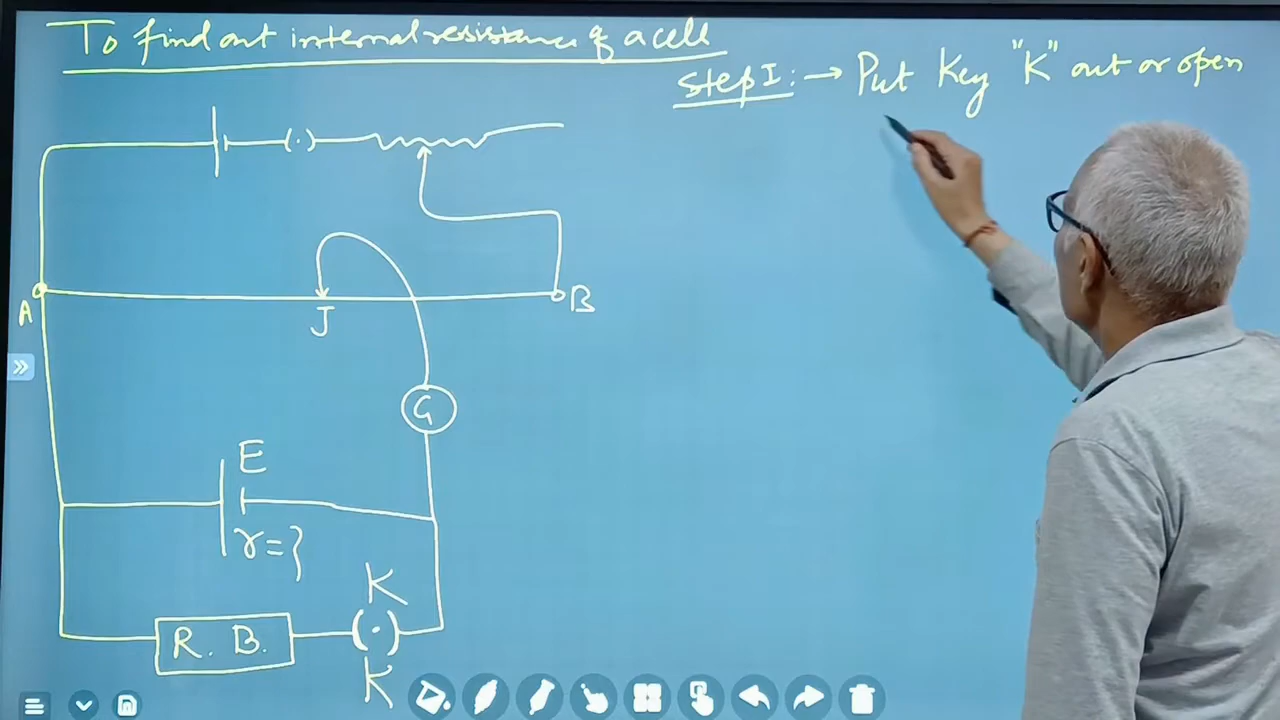 To find out internal resistance of a cell
Step I:→ Put Key "K" out or open
A
J
B
G
E
r=?
K
R. B.
K